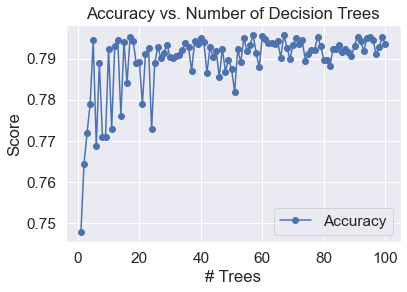 Accuracy vs. Number of Decision Trees
Score
0.79
0.78
0.77
0.76
0.75
0
20
40
60
80
100
# Trees
Accuracy